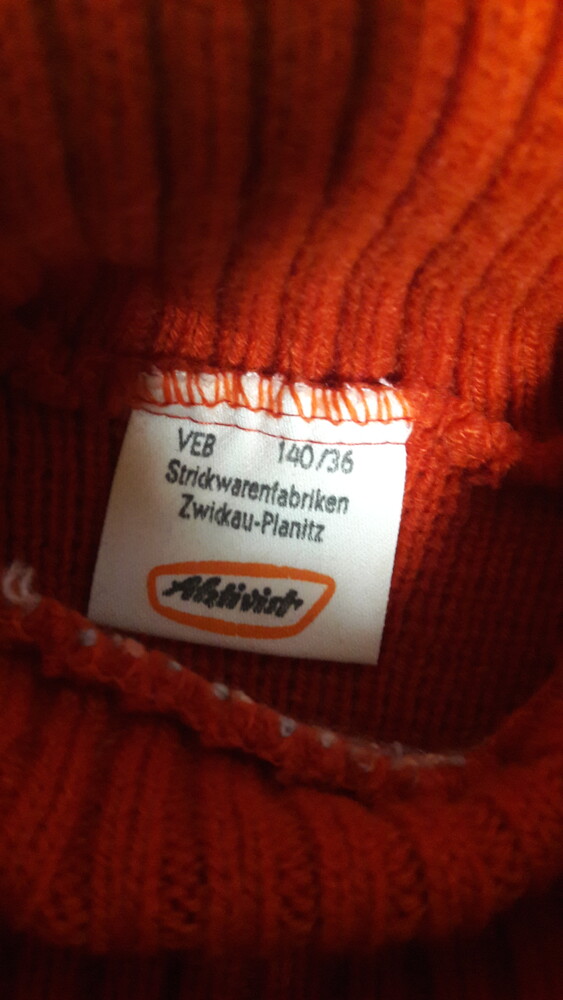 VEB 140/36
Strickwarenfabriken
Zwickau-Planitz
Aktivist